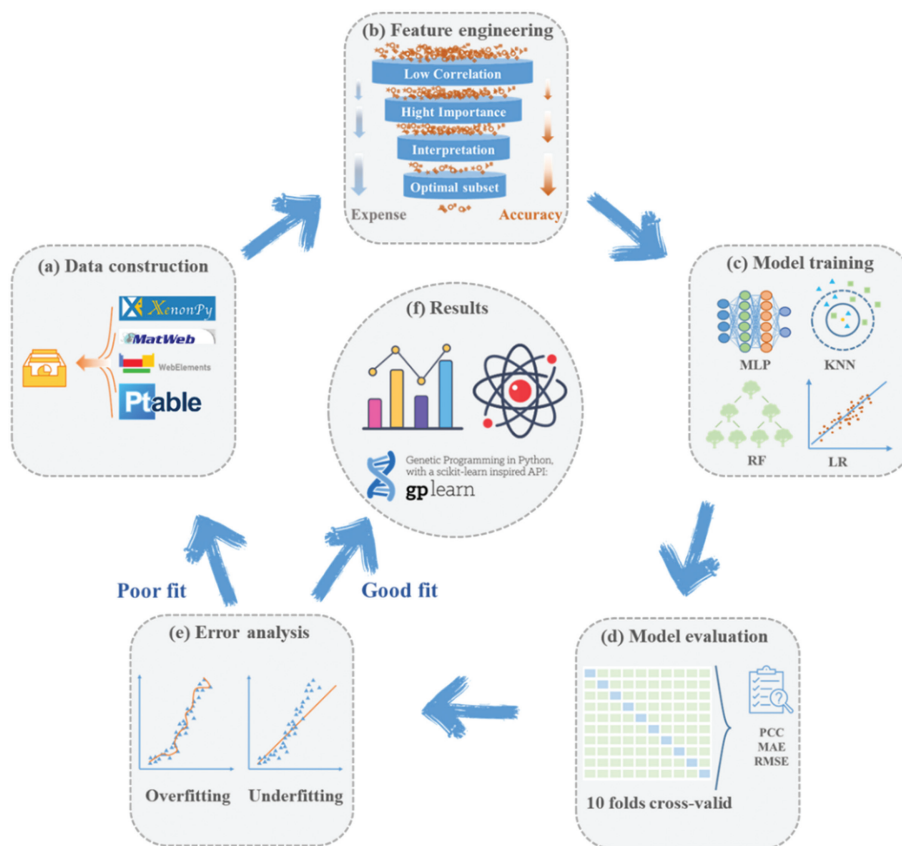 (b) Feature engineering
Low Correlation
Hight Importance
Interpretation
Optimal subset
Expense
Accuracy
(a) Data construction
XenonPy
MatWeb
WebElements
Ptable
(f) Results
Genetic Programming in Python,
with a scikit-learn inspired API:
gplearn
(c) Model training
MLP
KNN
RF
LR
Poor fit
Good fit
(e) Error analysis
Overfitting
Underfitting
(d) Model evaluation
PCC
MAE
RMSE
10 folds cross-valid